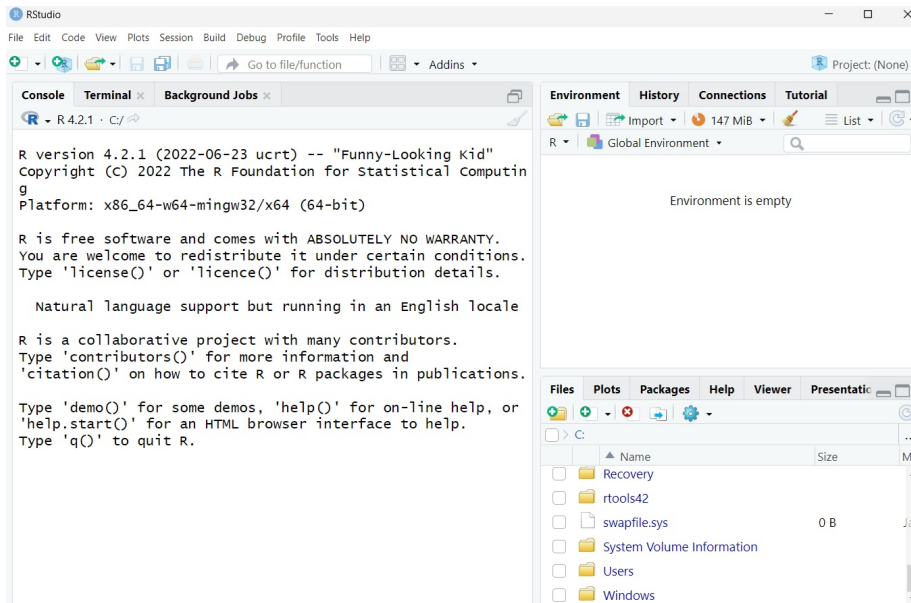 RStudio
File Edit Code View Plots Session Build Debug Profile Tools Help
Go to file/function Addins Project: (None)
Console Terminal Background Jobs
R 4.2.1 · C:/
R version 4.2.1 (2022-06-23 ucrt) -- "Funny-Looking Kid"
Copyright (C) 2022 The R Foundation for Statistical Computin
g
Platform: x86_64-w64-mingw32/x64 (64-bit)
R is free software and comes with ABSOLUTELY NO WARRANTY.
You are welcome to redistribute it under certain conditions.
Type 'license()' or 'licence()' for distribution details.
Natural language support but running in an English locale
R is a collaborative project with many contributors.
Type 'contributors()' for more information and
'citation()' on how to cite R or R packages in publications.
Type 'demo()' for some demos, 'help()' for on-line help, or
'help.start()' for an HTML browser interface to help.
Type 'q()' to quit R.
Environment History Connections Tutorial
Import 147 MiB List
R Global Environment
Environment is empty
Files Plots Packages Help Viewer Presentatio
C:
Name Size M
Recovery
rtools42
swapfile.sys 0 B
System Volume Information
Users
Windows